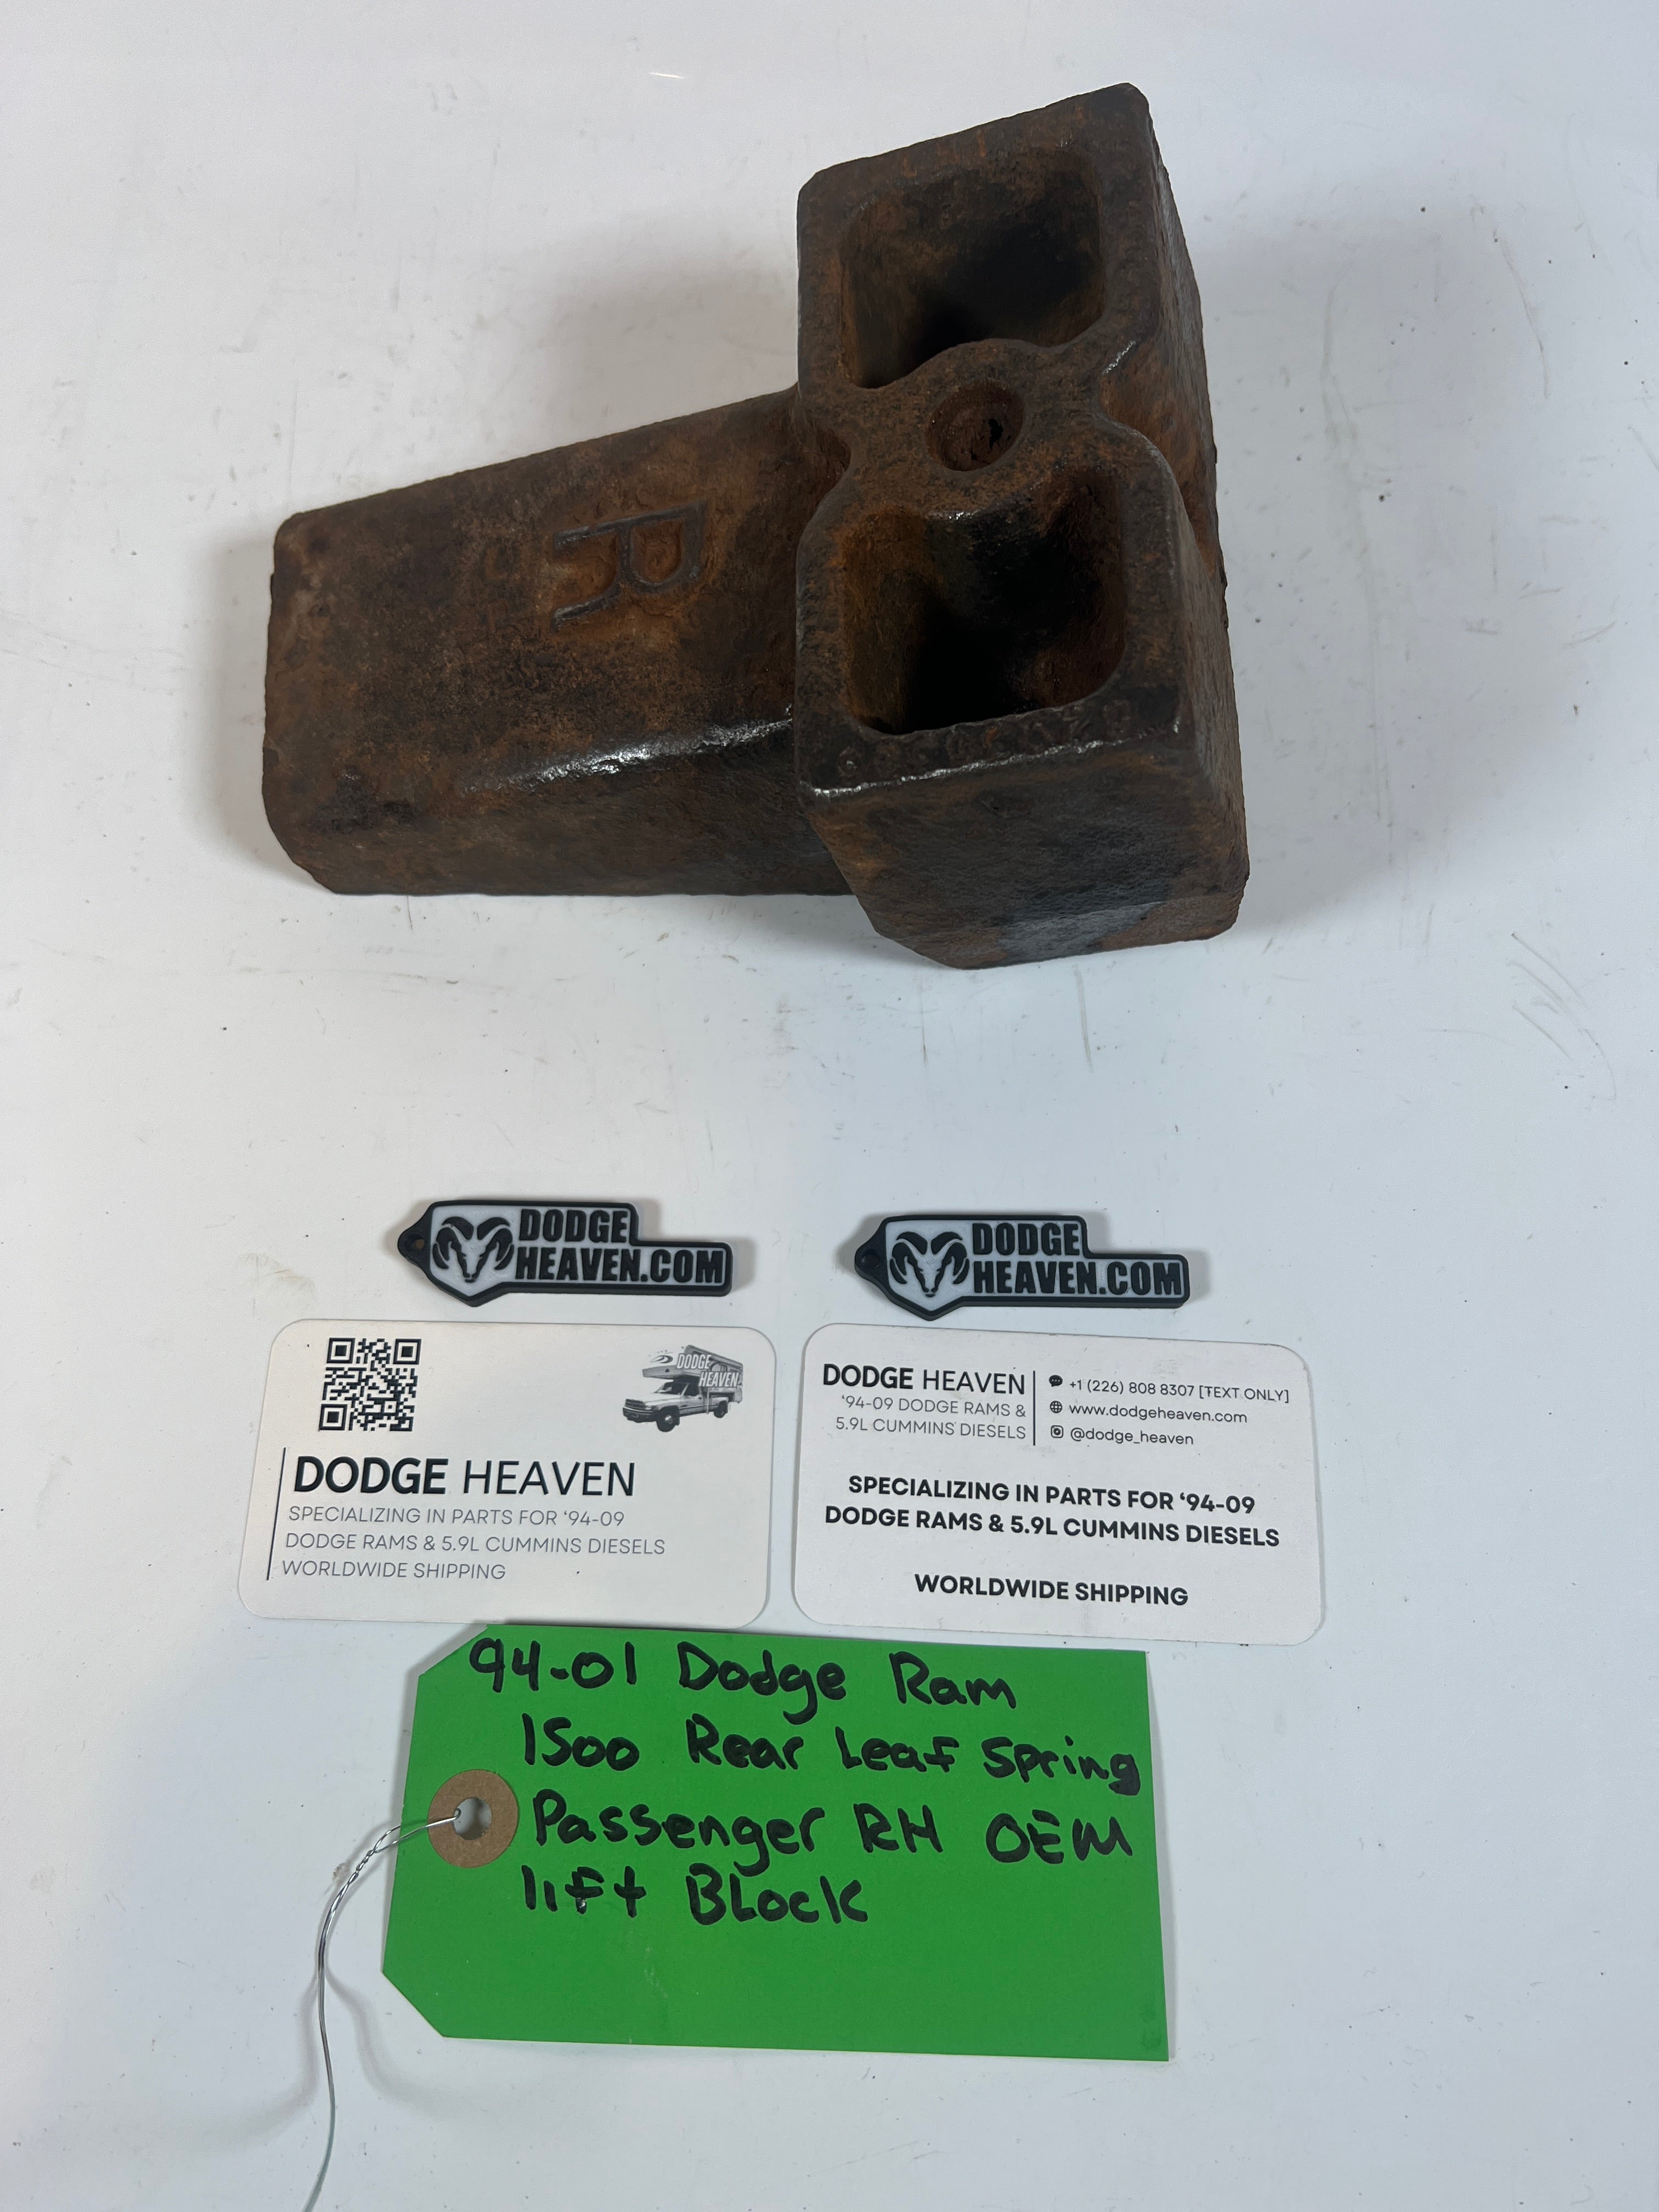 R
DODGE
HEAVEN.COM
DODGE
HEAVEN.COM
DODGE
HEAVEN
DODGE HEAVEN
SPECIALIZING IN PARTS FOR ‘94-09
DODGE RAMS & 5.9L CUMMINS DIESELS
WORLDWIDE SHIPPING
DODGE HEAVEN
‘94-09 DODGE RAMS &
5.9L CUMMINS DIESELS
+1 (226) 808 8307 [TEXT ONLY]
www.dodgeheaven.com
@dodge_heaven
SPECIALIZING IN PARTS FOR ‘94-09
DODGE RAMS & 5.9L CUMMINS DIESELS
WORLDWIDE SHIPPING
94-01 Dodge Ram
1500 Rear Leaf Spring
Passenger RH OEM
lift Block